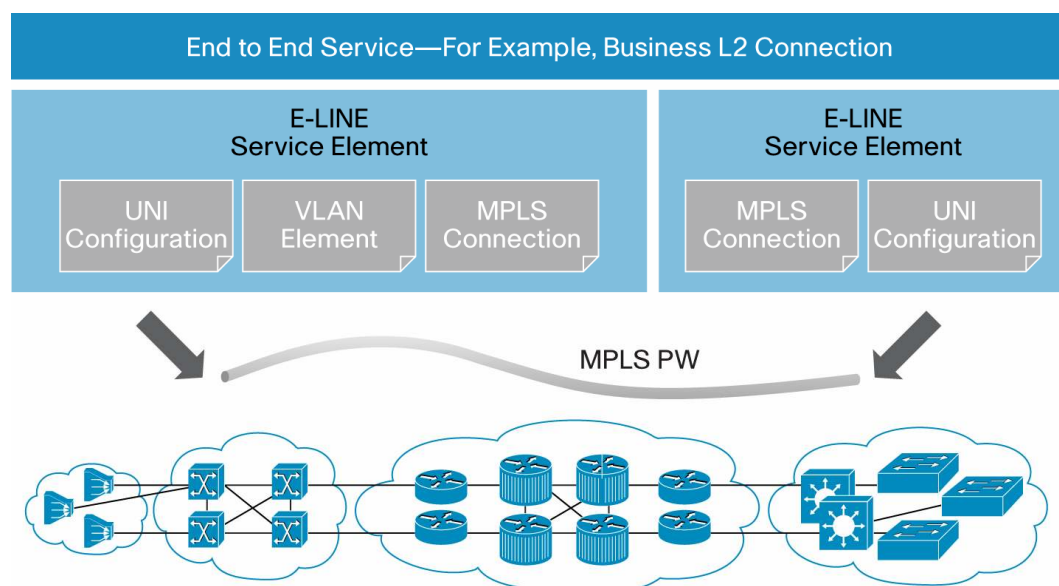 End to End Service—For Example, Business L2 Connection
E-LINE
Service Element
UNI
Configuration
VLAN
Element
MPLS
Connection
E-LINE
Service Element
MPLS
Connection
UNI
Configuration
MPLS PW